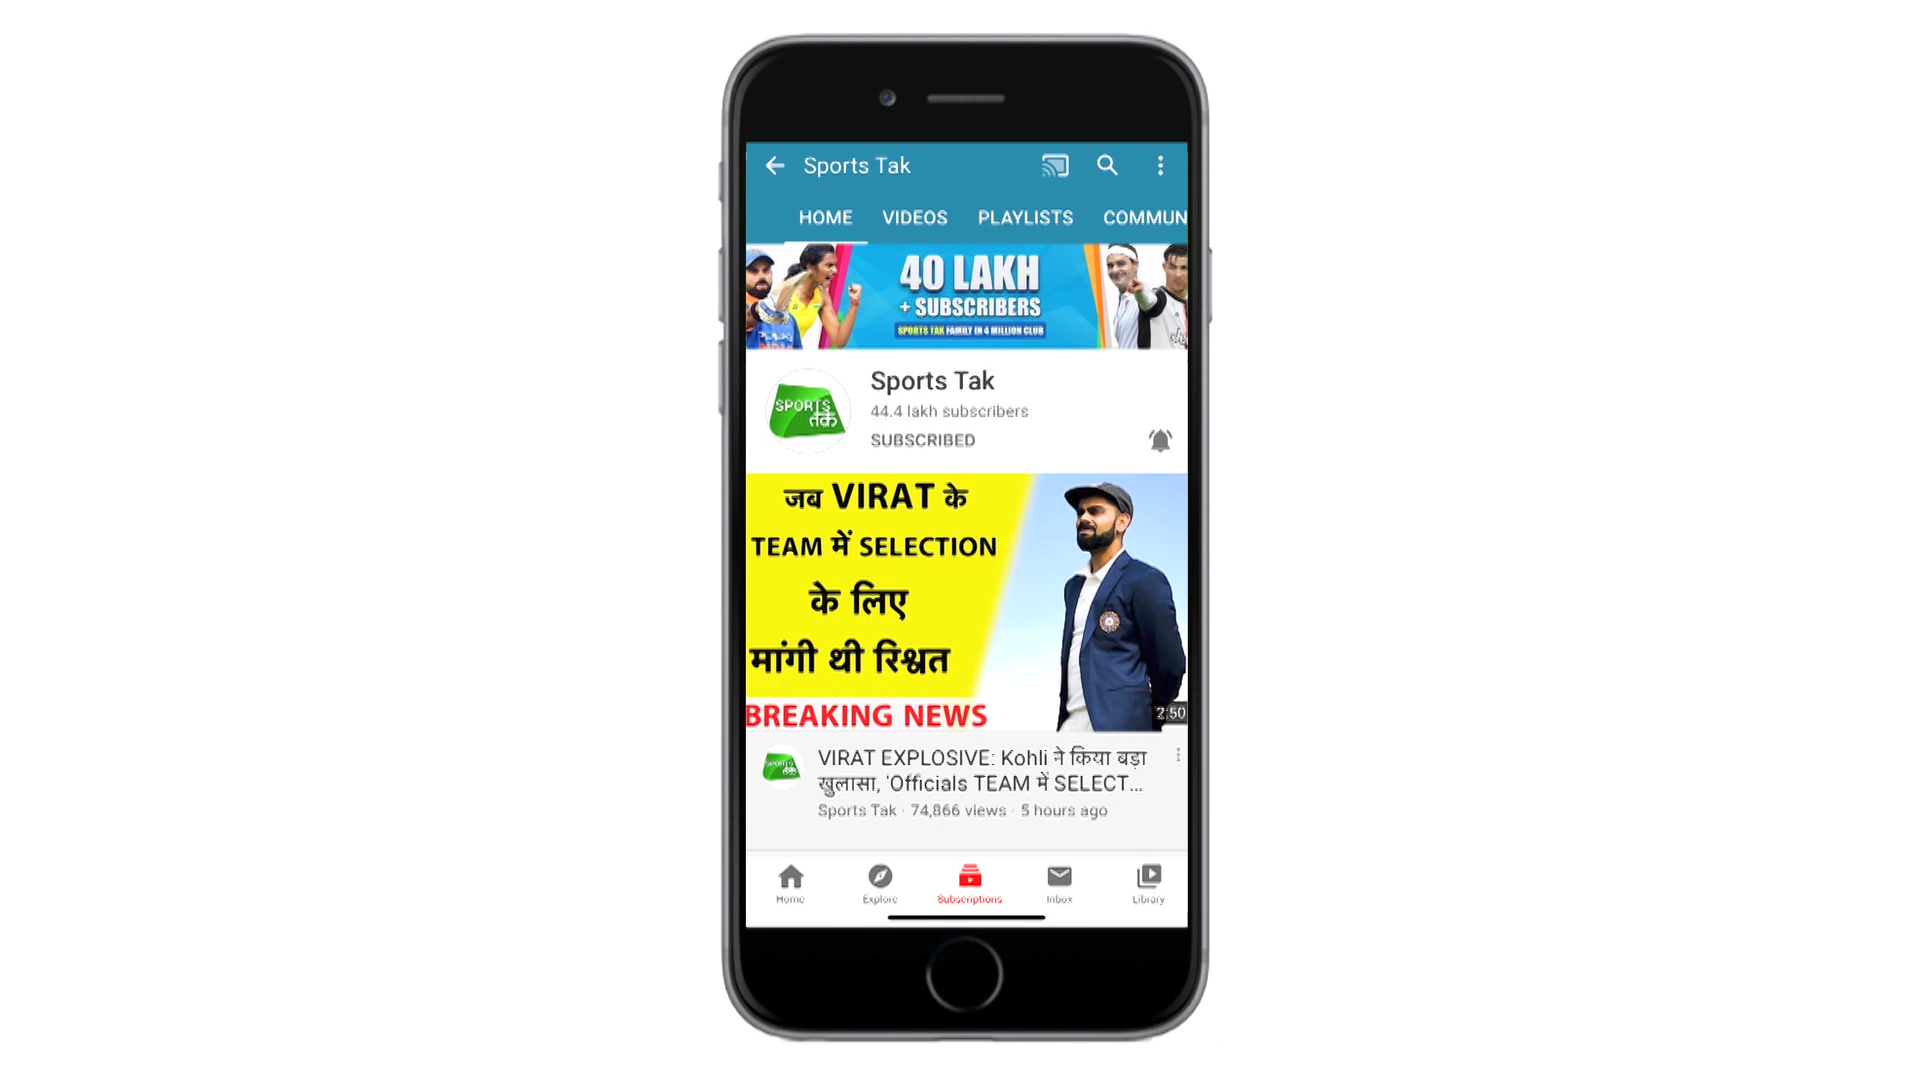 Sports Tak
HOME VIDEOS PLAYLISTS COMMUN
40 LAKH
+ SUBSCRIBERS
SPORTS TAK FAMILY IN 4 MILLION CLUB
SPORTS
तक
Sports Tak
44.4 lakh subscribers
SUBSCRIBED
जब VIRAT के
TEAM में SELECTION
के लिए
मांगी थी रिश्वत
BREAKING NEWS
2:50
SPORTS
तक
VIRAT EXPLOSIVE: Kohli ने किया बड़ा
खुलासा, 'Officials TEAM में SELECT...
Sports Tak · 74,866 views · 5 hours ago
Home Explore Subscriptions Inbox Library